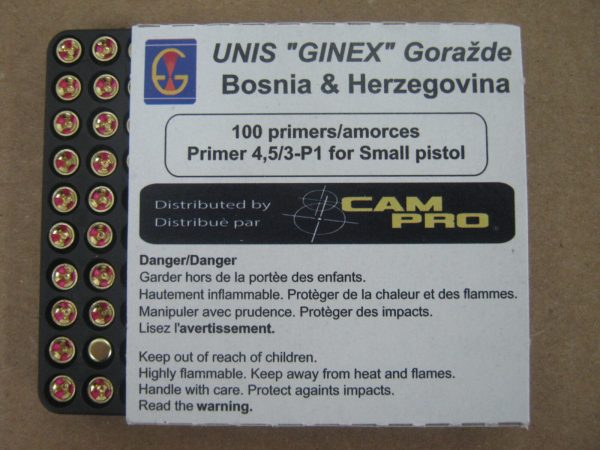 UNIS "GINEX" Goražde
Bosnia & Herzegovina
100 primers/amorces
Primer 4,5/3-P1 for Small pistol
Distributed by
Distribuè par
CAM
PRO
Danger/Danger
Garder hors de la portèe des enfants.
Hautement inflammable. Protèger de la chaleur et des flammes.
Manipuler avec prudence. Protèger des impacts.
Lisez l'avertissement.
Keep out of reach of children.
Highly flammable. Keep away from heat and flames.
Handle with care. Protect againts impacts.
Read the warning.